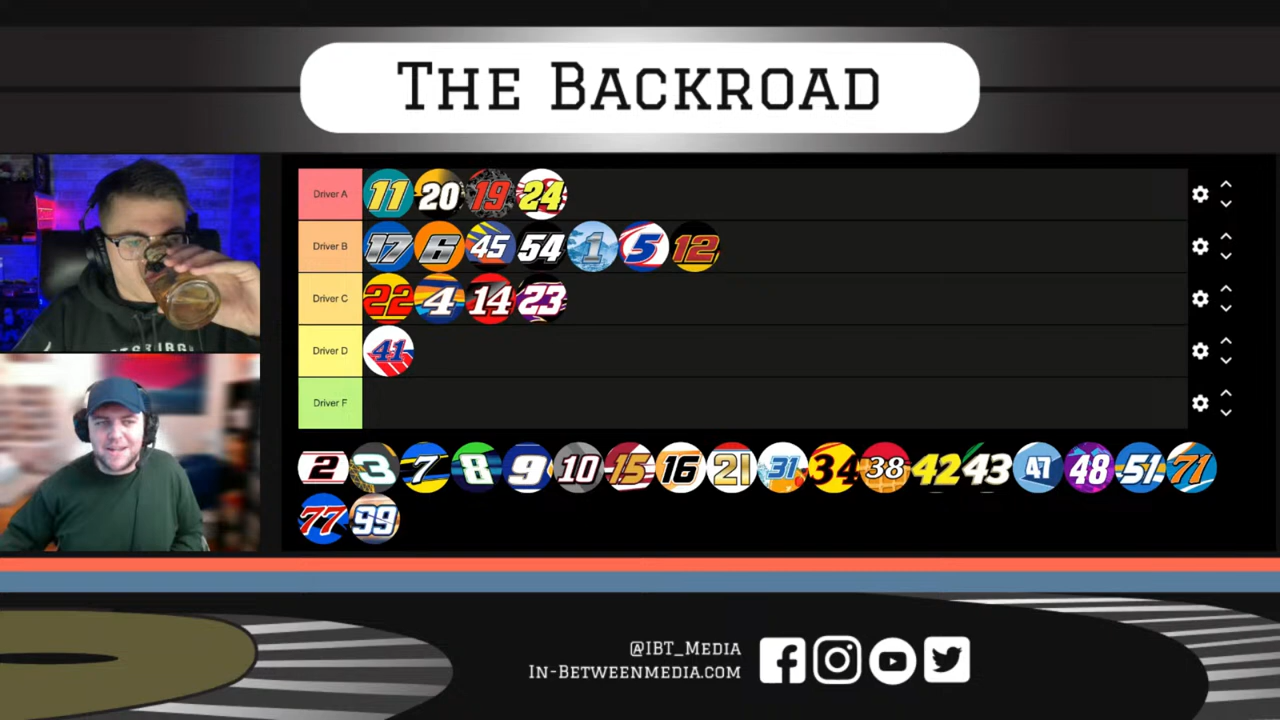 The Backroad
Driver A 11 20 19 24
Driver B 17 6 45 54 1 5 12
Driver C 22 4 14 23
Driver D 41
Driver F
2 3 7 8 9 10 15 16 21 31 34 38 42 43 47 48 51 71
77 99
@IBT_Media
In-Betweenmedia.com